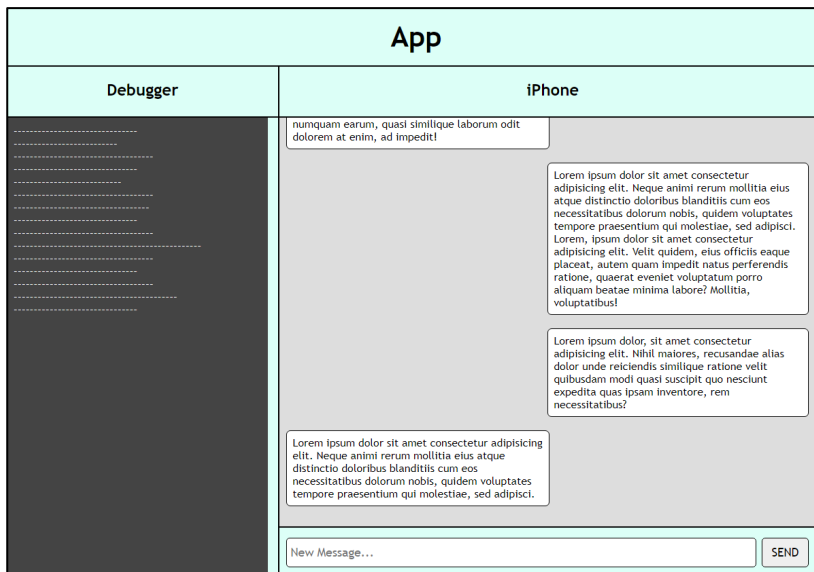 App
Debugger
iPhone
-------------------------------
--------------------------
-----------------------------------
-------------------------------
---------------------------
-----------------------------------
----------------------------------
-------------------------------
-----------------------------------
-----------------------------------------------
-----------------------------------
-------------------------------
-----------------------------------
-----------------------------------------
-------------------------------
numquam earum, quasi similique laborum odit
dolorem at enim, ad impedit!
Lorem ipsum dolor sit amet consectetur
adipisicing elit. Neque animi rerum mollitia eius
atque distinctio doloribus blanditiis cum eos
necessitatibus dolorum nobis, quidem voluptates
tempore praesentium qui molestiae, sed adipisci.
Lorem, ipsum dolor sit amet consectetur
adipisicing elit. Velit quidem, eius officiis eaque
placeat, autem quam impedit natus perferendis
ratione, quaerat eveniet voluptatum porro
aliquam beatae minima labore? Mollitia,
voluptatibus!
Lorem ipsum dolor, sit amet consectetur
adipisicing elit. Nihil maiores, recusandae alias
dolor unde reiciendis similique ratione velit
quibusdam modi quasi suscipit quo nesciunt
expedita quas ipsam inventore, rem
necessitatibus?
Lorem ipsum dolor sit amet consectetur adipisicing
elit. Neque animi rerum mollitia eius atque
distinctio doloribus blanditiis cum eos
necessitatibus dolorum nobis, quidem voluptates
tempore praesentium qui molestiae, sed adipisci.
New Message...
SEND